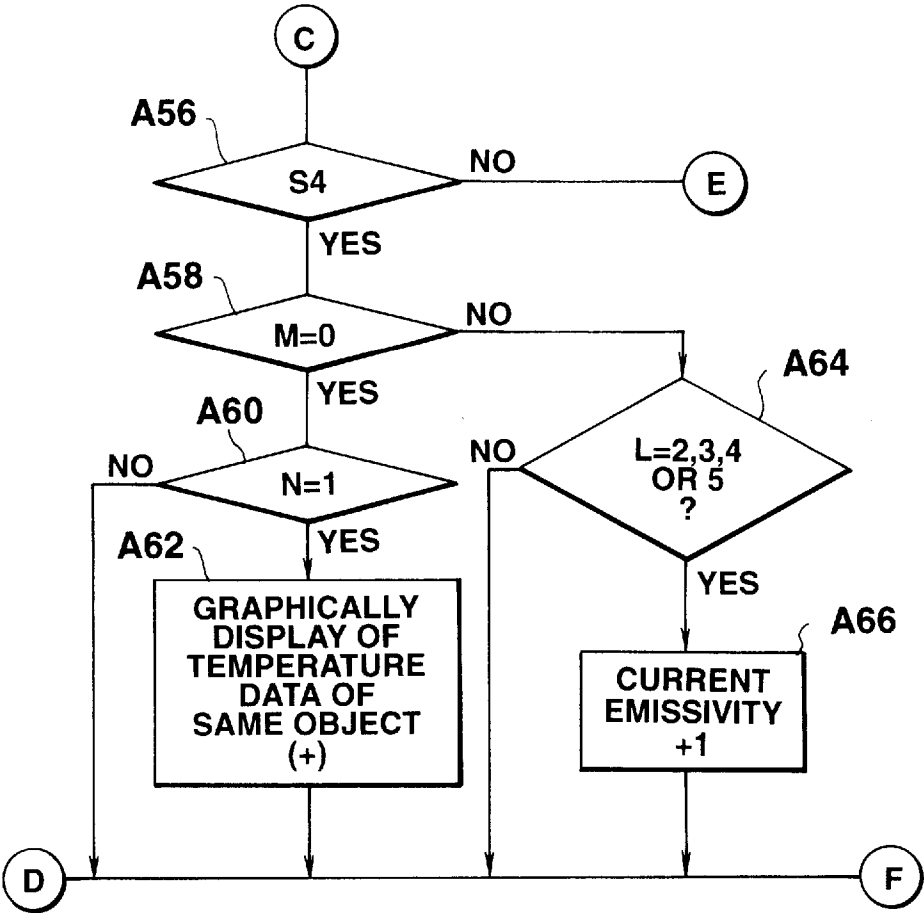 C
A56
S4
NO
E
YES
A58
M=0
NO
YES
A64
A60
L=2,3,4
OR 5
?
NO
NO
N=1
YES
A62
YES
GRAPHICALLY
DISPLAY OF
TEMPERATURE
DATA OF
SAME OBJECT
(+)
A66
CURRENT
EMISSIVITY
+1
D
F